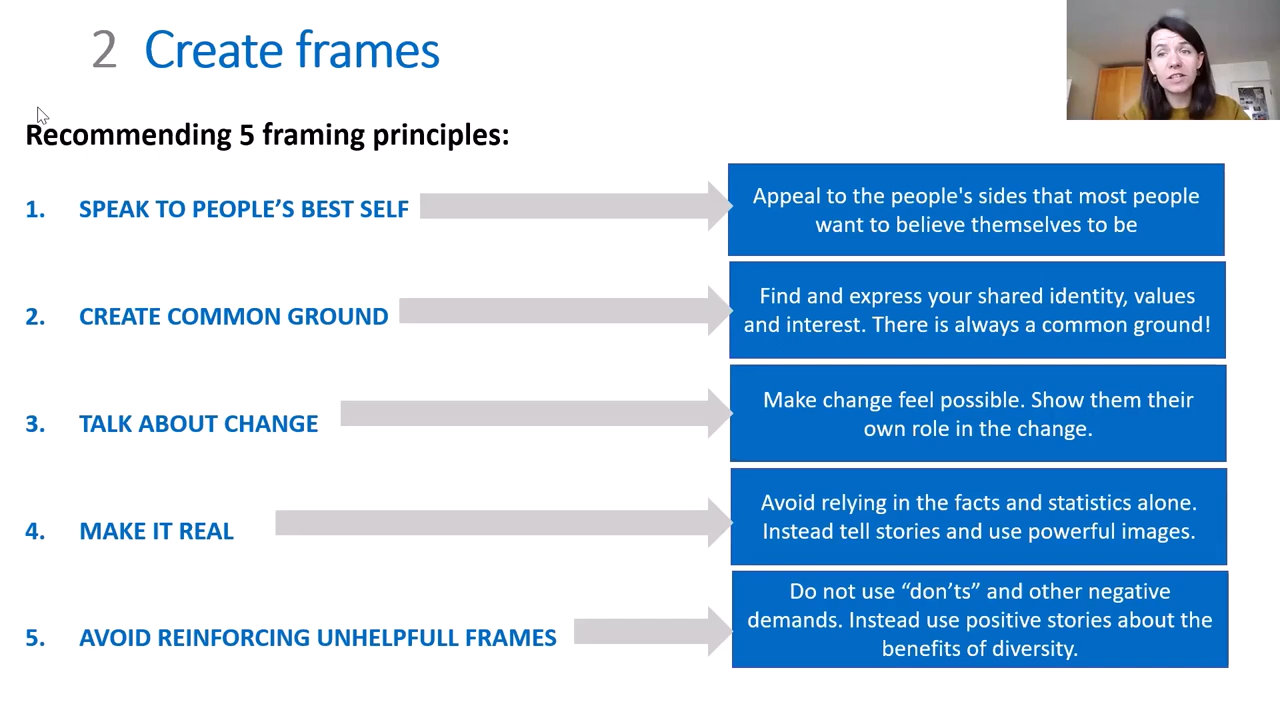 2 Create frames
Recommending 5 framing principles:
1. SPEAK TO PEOPLE’S BEST SELF
Appeal to the people's sides that most people
want to believe themselves to be
2. CREATE COMMON GROUND
Find and express your shared identity, values
and interest. There is always a common ground!
3. TALK ABOUT CHANGE
Make change feel possible. Show them their
own role in the change.
4. MAKE IT REAL
Avoid relying in the facts and statistics alone.
Instead tell stories and use powerful images.
5. AVOID REINFORCING UNHELPFULL FRAMES
Do not use “don’ts” and other negative
demands. Instead use positive stories about the
benefits of diversity.